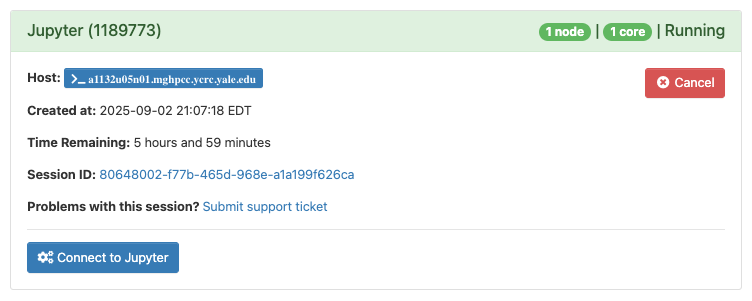 Jupyter (1189773) 1 node | 1 core | Running
Host: >_ a1132u05n01.mghpcc.ycrc.yale.edu Cancel
Created at: 2025-09-02 21:07:18 EDT
Time Remaining: 5 hours and 59 minutes
Session ID: 80648002-f77b-465d-968e-a1a199f626ca
Problems with this session? Submit support ticket
Connect to Jupyter